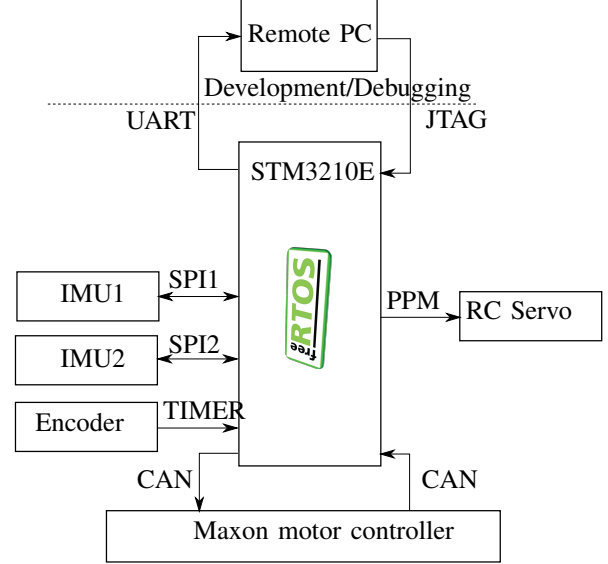 Remote PC
Development/Debugging
UART
JTAG
STM3210E
free
RTOS
IMU1
SPI1
PPM
RC Servo
IMU2
SPI2
Encoder
TIMER
CAN
CAN
Maxon motor controller